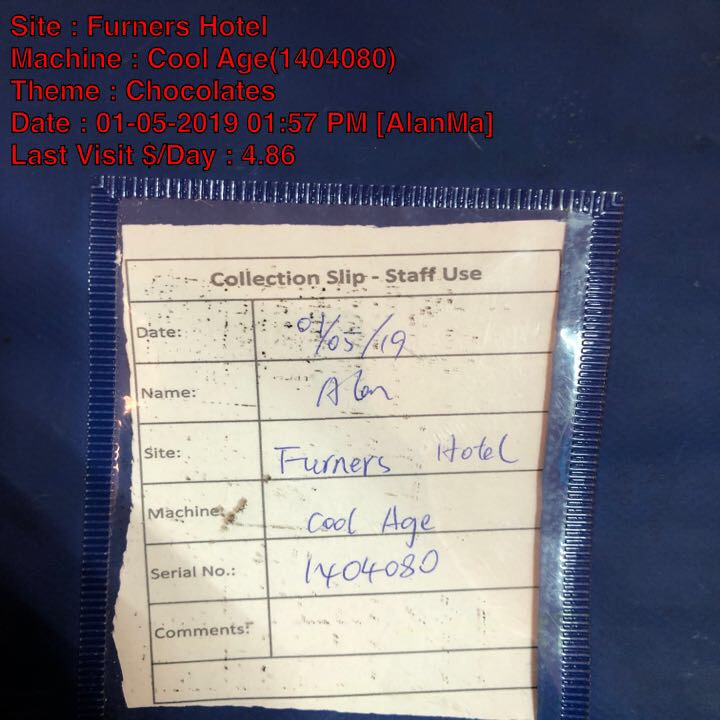 Site : Furners Hotel
Machine : Cool Age(1404080)
Theme : Chocolates
Date : 01-05-2019 01:57 PM [AlanMa]
Last Visit $/Day : 4.86
Collection Slip - Staff Use
Date: 01/05/19
Name: Alan
Site: Furners Hotel
Machine: Cool Age
Serial No.: 1404080
Comments: